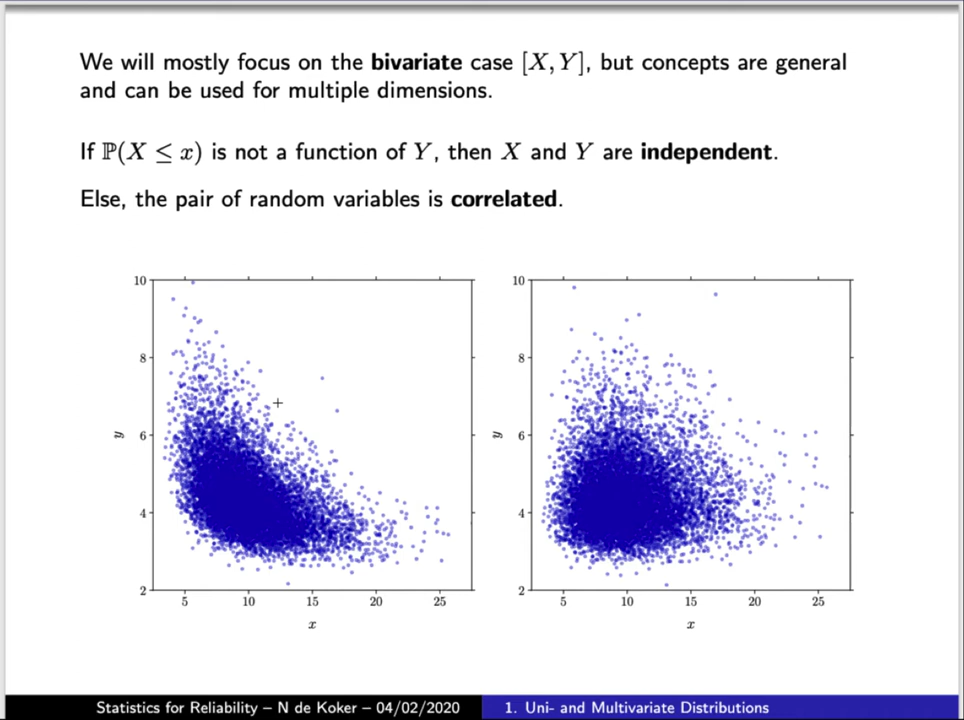 We will mostly focus on the bivariate case [X, Y], but concepts are general
and can be used for multiple dimensions.
If ℙ(X ≤ x) is not a function of Y, then X and Y are independent.
Else, the pair of random variables is correlated.
10
8
6
4
2
y
5 10 15 20 25
x
10
8
6
4
2
y
5 10 15 20 25
x
Statistics for Reliability – N de Koker – 04/02/2020
1. Uni- and Multivariate Distributions